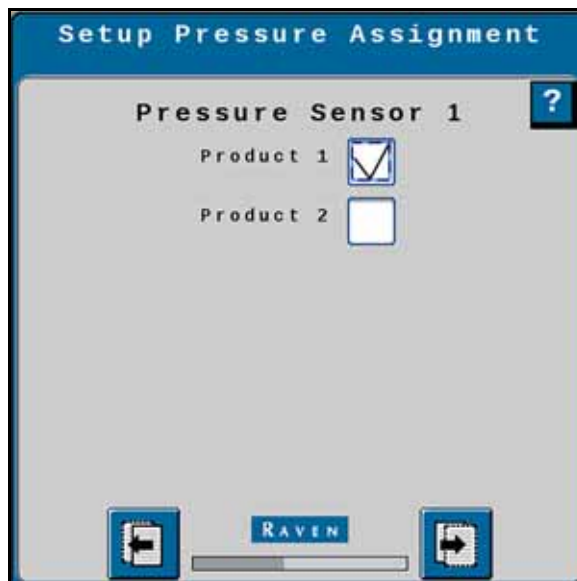 Setup Pressure Assignment
?
Pressure Sensor 1
Product 1
Product 2
RAVEN